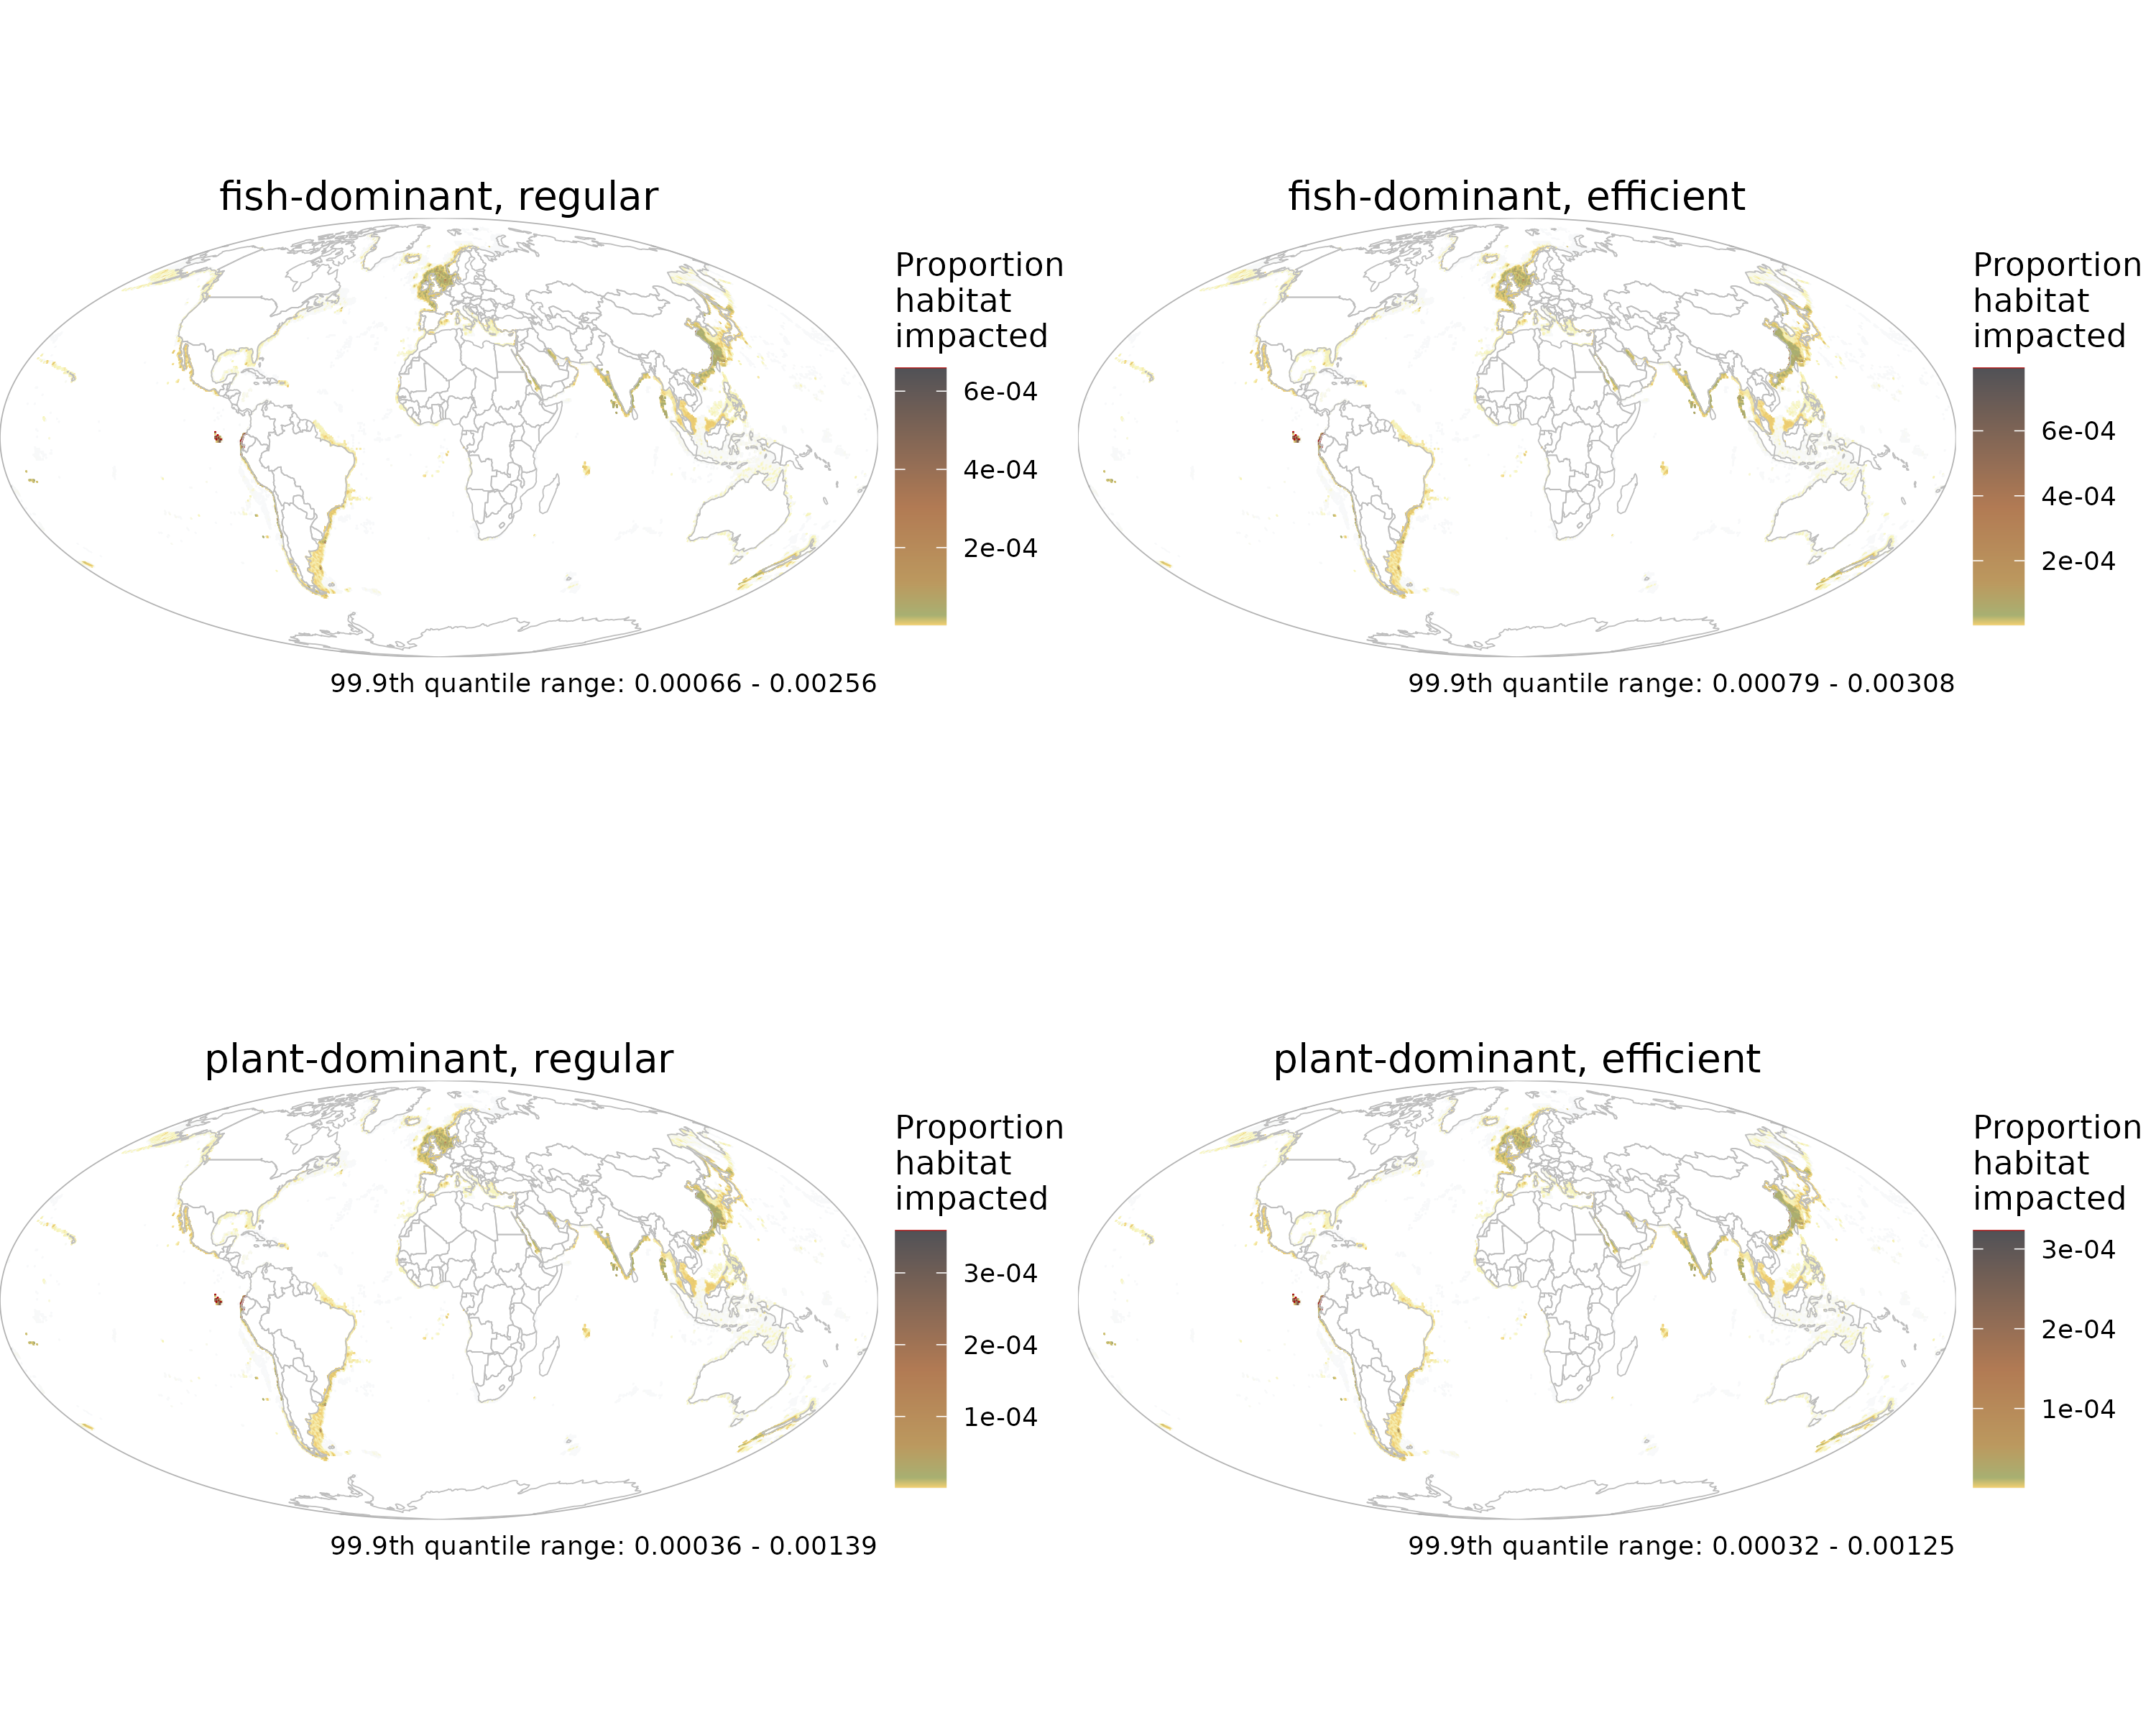 fish-dominant, regular
Proportion
habitat
impacted
6e-04
4e-04
2e-04
99.9th quantile range: 0.00066 - 0.00256
fish-dominant, efficient
Proportion
habitat
impacted
6e-04
4e-04
2e-04
99.9th quantile range: 0.00079 - 0.00308
plant-dominant, regular
Proportion
habitat
impacted
3e-04
2e-04
1e-04
99.9th quantile range: 0.00036 - 0.00139
plant-dominant, efficient
Proportion
habitat
impacted
3e-04
2e-04
1e-04
99.9th quantile range: 0.00032 - 0.00125